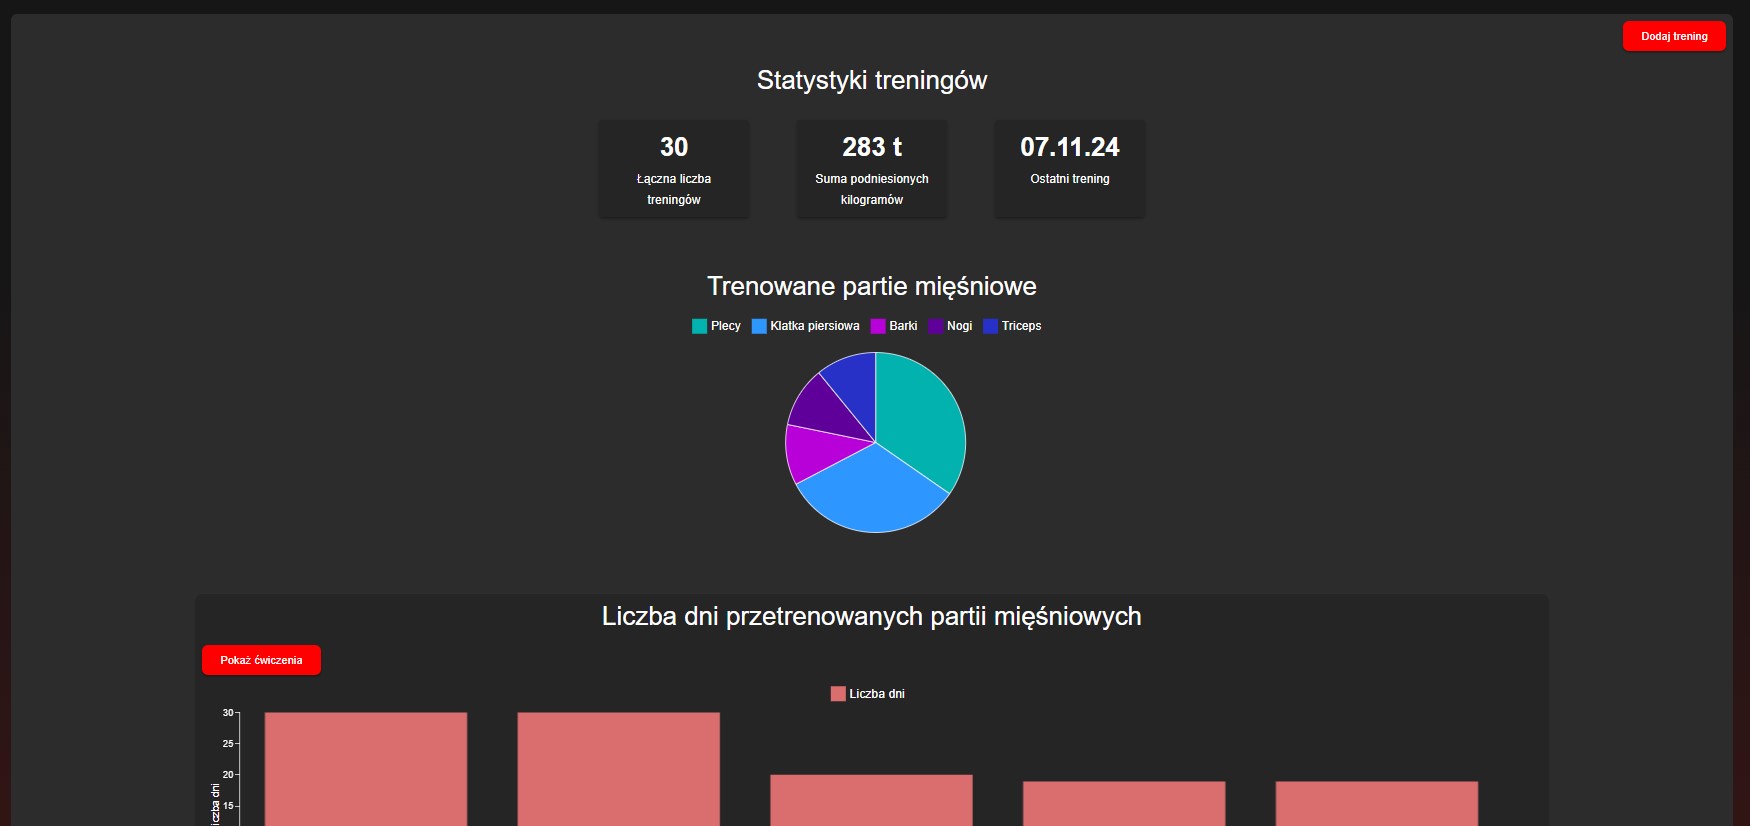 Dodaj trening
Statystyki treningów
30
Łączna liczba
treningów
283 t
Suma podniesionych
kilogramów
07.11.24
Ostatni trening
Trenowane partie mięśniowe
Plecy Klatka piersiowa Barki Nogi Triceps
Liczba dni przetrenowanych partii mięśniowych
Pokaż ćwiczenia
Liczba dni
30
25
20
15
dni